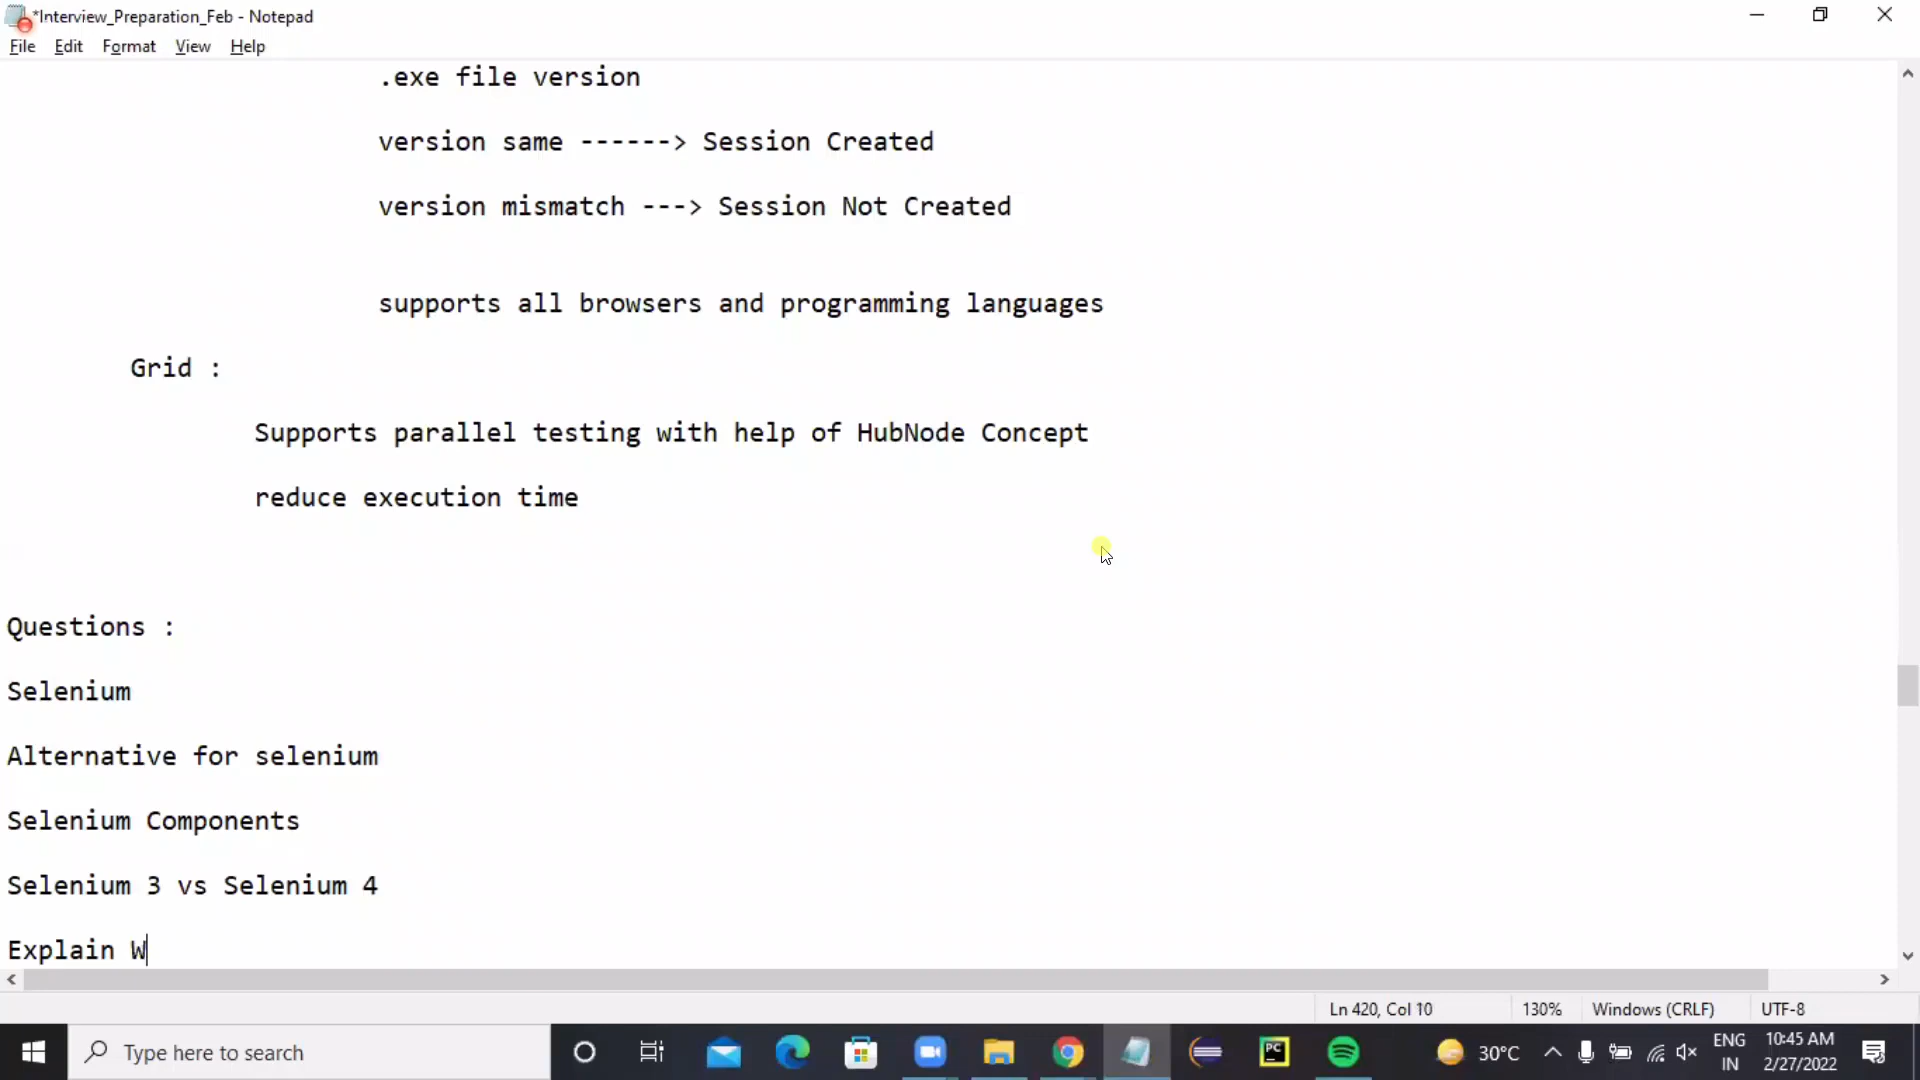 *Interview_Preparation_Feb - Notepad
File Edit Format View Help
.exe file version
version same ------> Session Created
version mismatch ---> Session Not Created
supports all browsers and programming languages
Grid :
Supports parallel testing with help of HubNode Concept
reduce execution time
Questions :
Selenium
Alternative for selenium
Selenium Components
Selenium 3 vs Selenium 4
Explain W
Ln 420, Col 10 130% Windows (CRLF) UTF-8
Type here to search
PC
30°C
ENG
IN
10:45 AM
2/27/2022